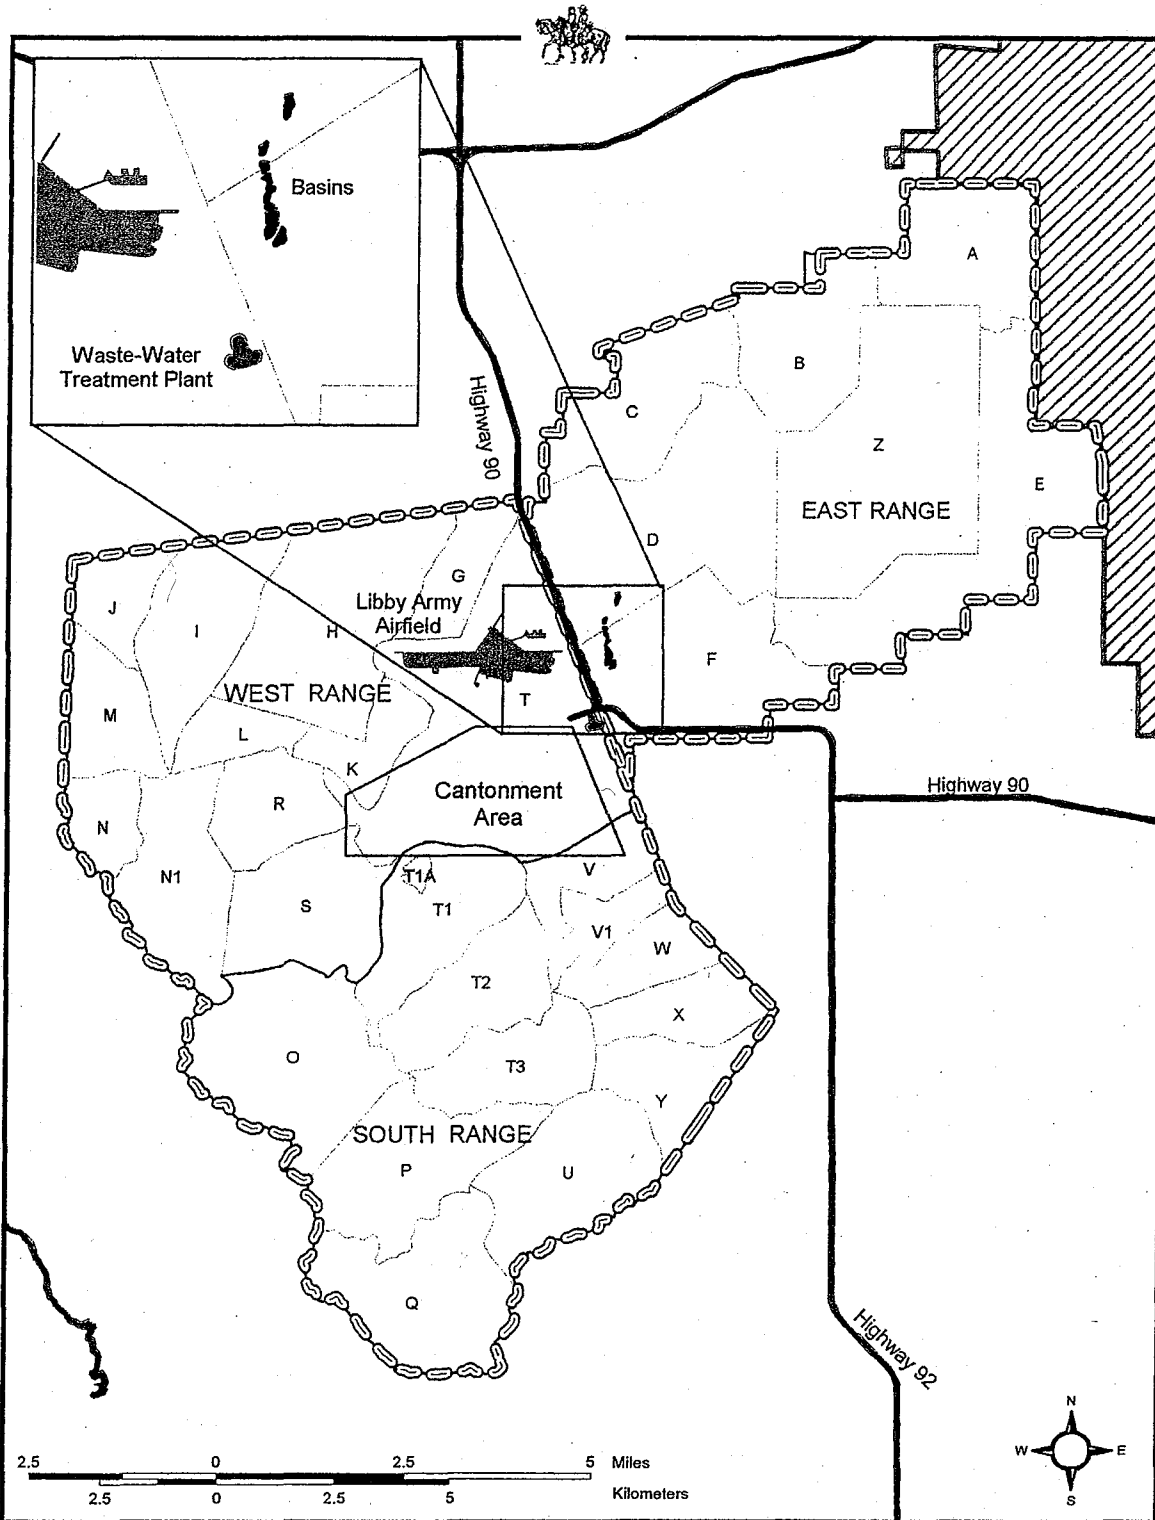 Basins
Waste-Water
Treatment Plant
Highway 90
A
B
C
Z
E
EAST RANGE
D
G
Libby Army
Airfield
J
I
H
F
WEST RANGE
T
M
L
K
Cantonment
Area
Highway 90
R
N
N1
T1A
V
S
T1
V1
W
T2
X
O
T3
Y
SOUTH RANGE
P
U
Q
Highway 92
N
W
E
S
2.5 0 2.5 5 Miles
2.5 0 2.5 5 Kilometers